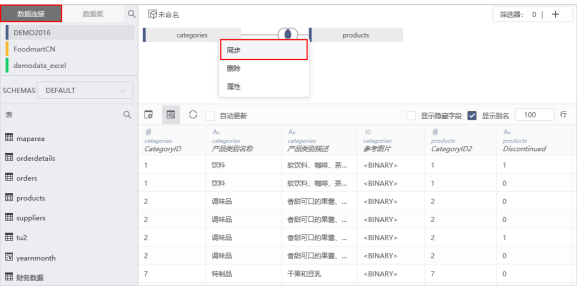 数据连接 数据集
DEMO2016
FoodmartCN
demodata_excel
SCHEMAS DEFAULT
表
maparea
orderdetails
orders
products
suppliers
tu2
yearnmonth
财务数据
未命名 筛选器: 0 | +
categories products
同步
删除
属性
自动更新 显示隐藏字段 显示别名 100 行
# Ab Ab 10 # Ab
categories categories categories categories products products
CategoryID 产品类别名称 产品类别描述 参考图片 CategoryID2 Discontinued
1 饮料 软饮料、咖啡、茶... <BINARY> 1 1
1 饮料 软饮料、咖啡、茶... <BINARY> 1 0
2 调味品 香甜可口的果酱、... <BINARY> 2 0
2 调味品 香甜可口的果酱、... <BINARY> 2 0
2 调味品 香甜可口的果酱、... <BINARY> 2 1
2 调味品 香甜可口的果酱、... <BINARY> 2 0
7 特制品 干果和豆乳 <BINARY> 7 0